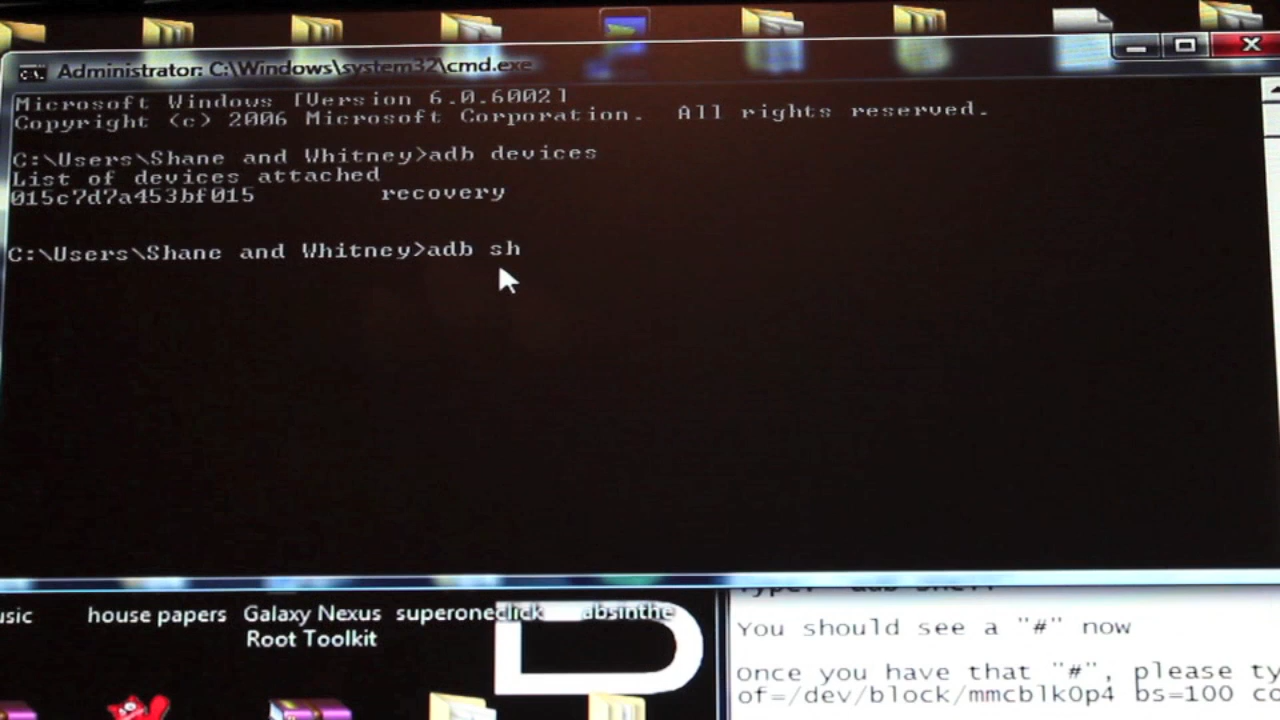 Administrator: C:\Windows\system32\cmd.exe
Microsoft Windows [Version 6.0.6002]
Copyright (c) 2006 Microsoft Corporation.  All rights reserved.
C:\Users\Shane and Whitney>adb devices
List of devices attached
015c7d7a453bf015        recovery
C:\Users\Shane and Whitney>adb sh
usic
house papers
Galaxy Nexus Root Toolkit
superoneclick
absinthe
You should see a "#" now
Once you have that "#", please ty
of=/dev/block/mmcblk0p4 bs=100 co